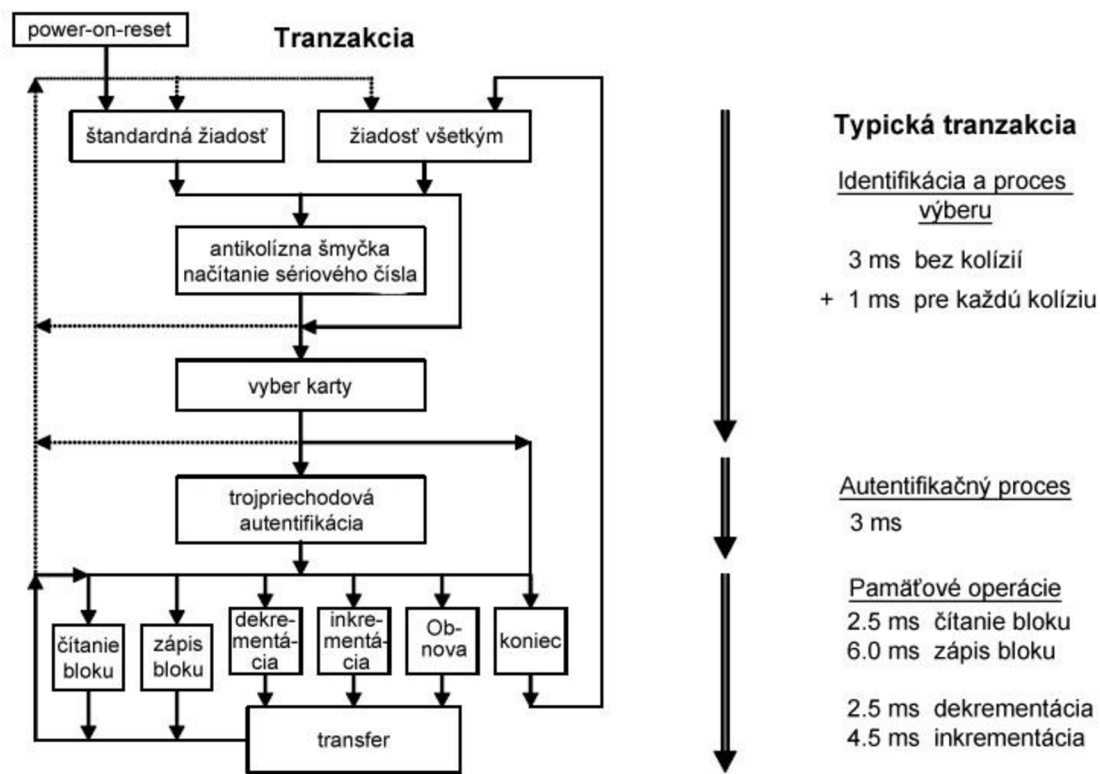 power-on-reset
Tranzakcia
štandardná žiadosť
žiadosť všetkým
antikolízna šmyčka
načítanie sériového čísla
vyber karty
trojpriechodová
autentifikácia
čítanie
bloku
zápis
bloku
dekre-
mentá-
cia
inkre-
mentá-
cia
Ob-
nova
koniec
transfer
Typická tranzakcia
Identifikácia a proces
výberu
3 ms bez kolízií
+ 1 ms pre každú kolíziu
Autentifikačný proces
3 ms
Pamäťové operácie
2.5 ms čítanie bloku
6.0 ms zápis bloku
2.5 ms dekrementácia
4.5 ms inkrementácia